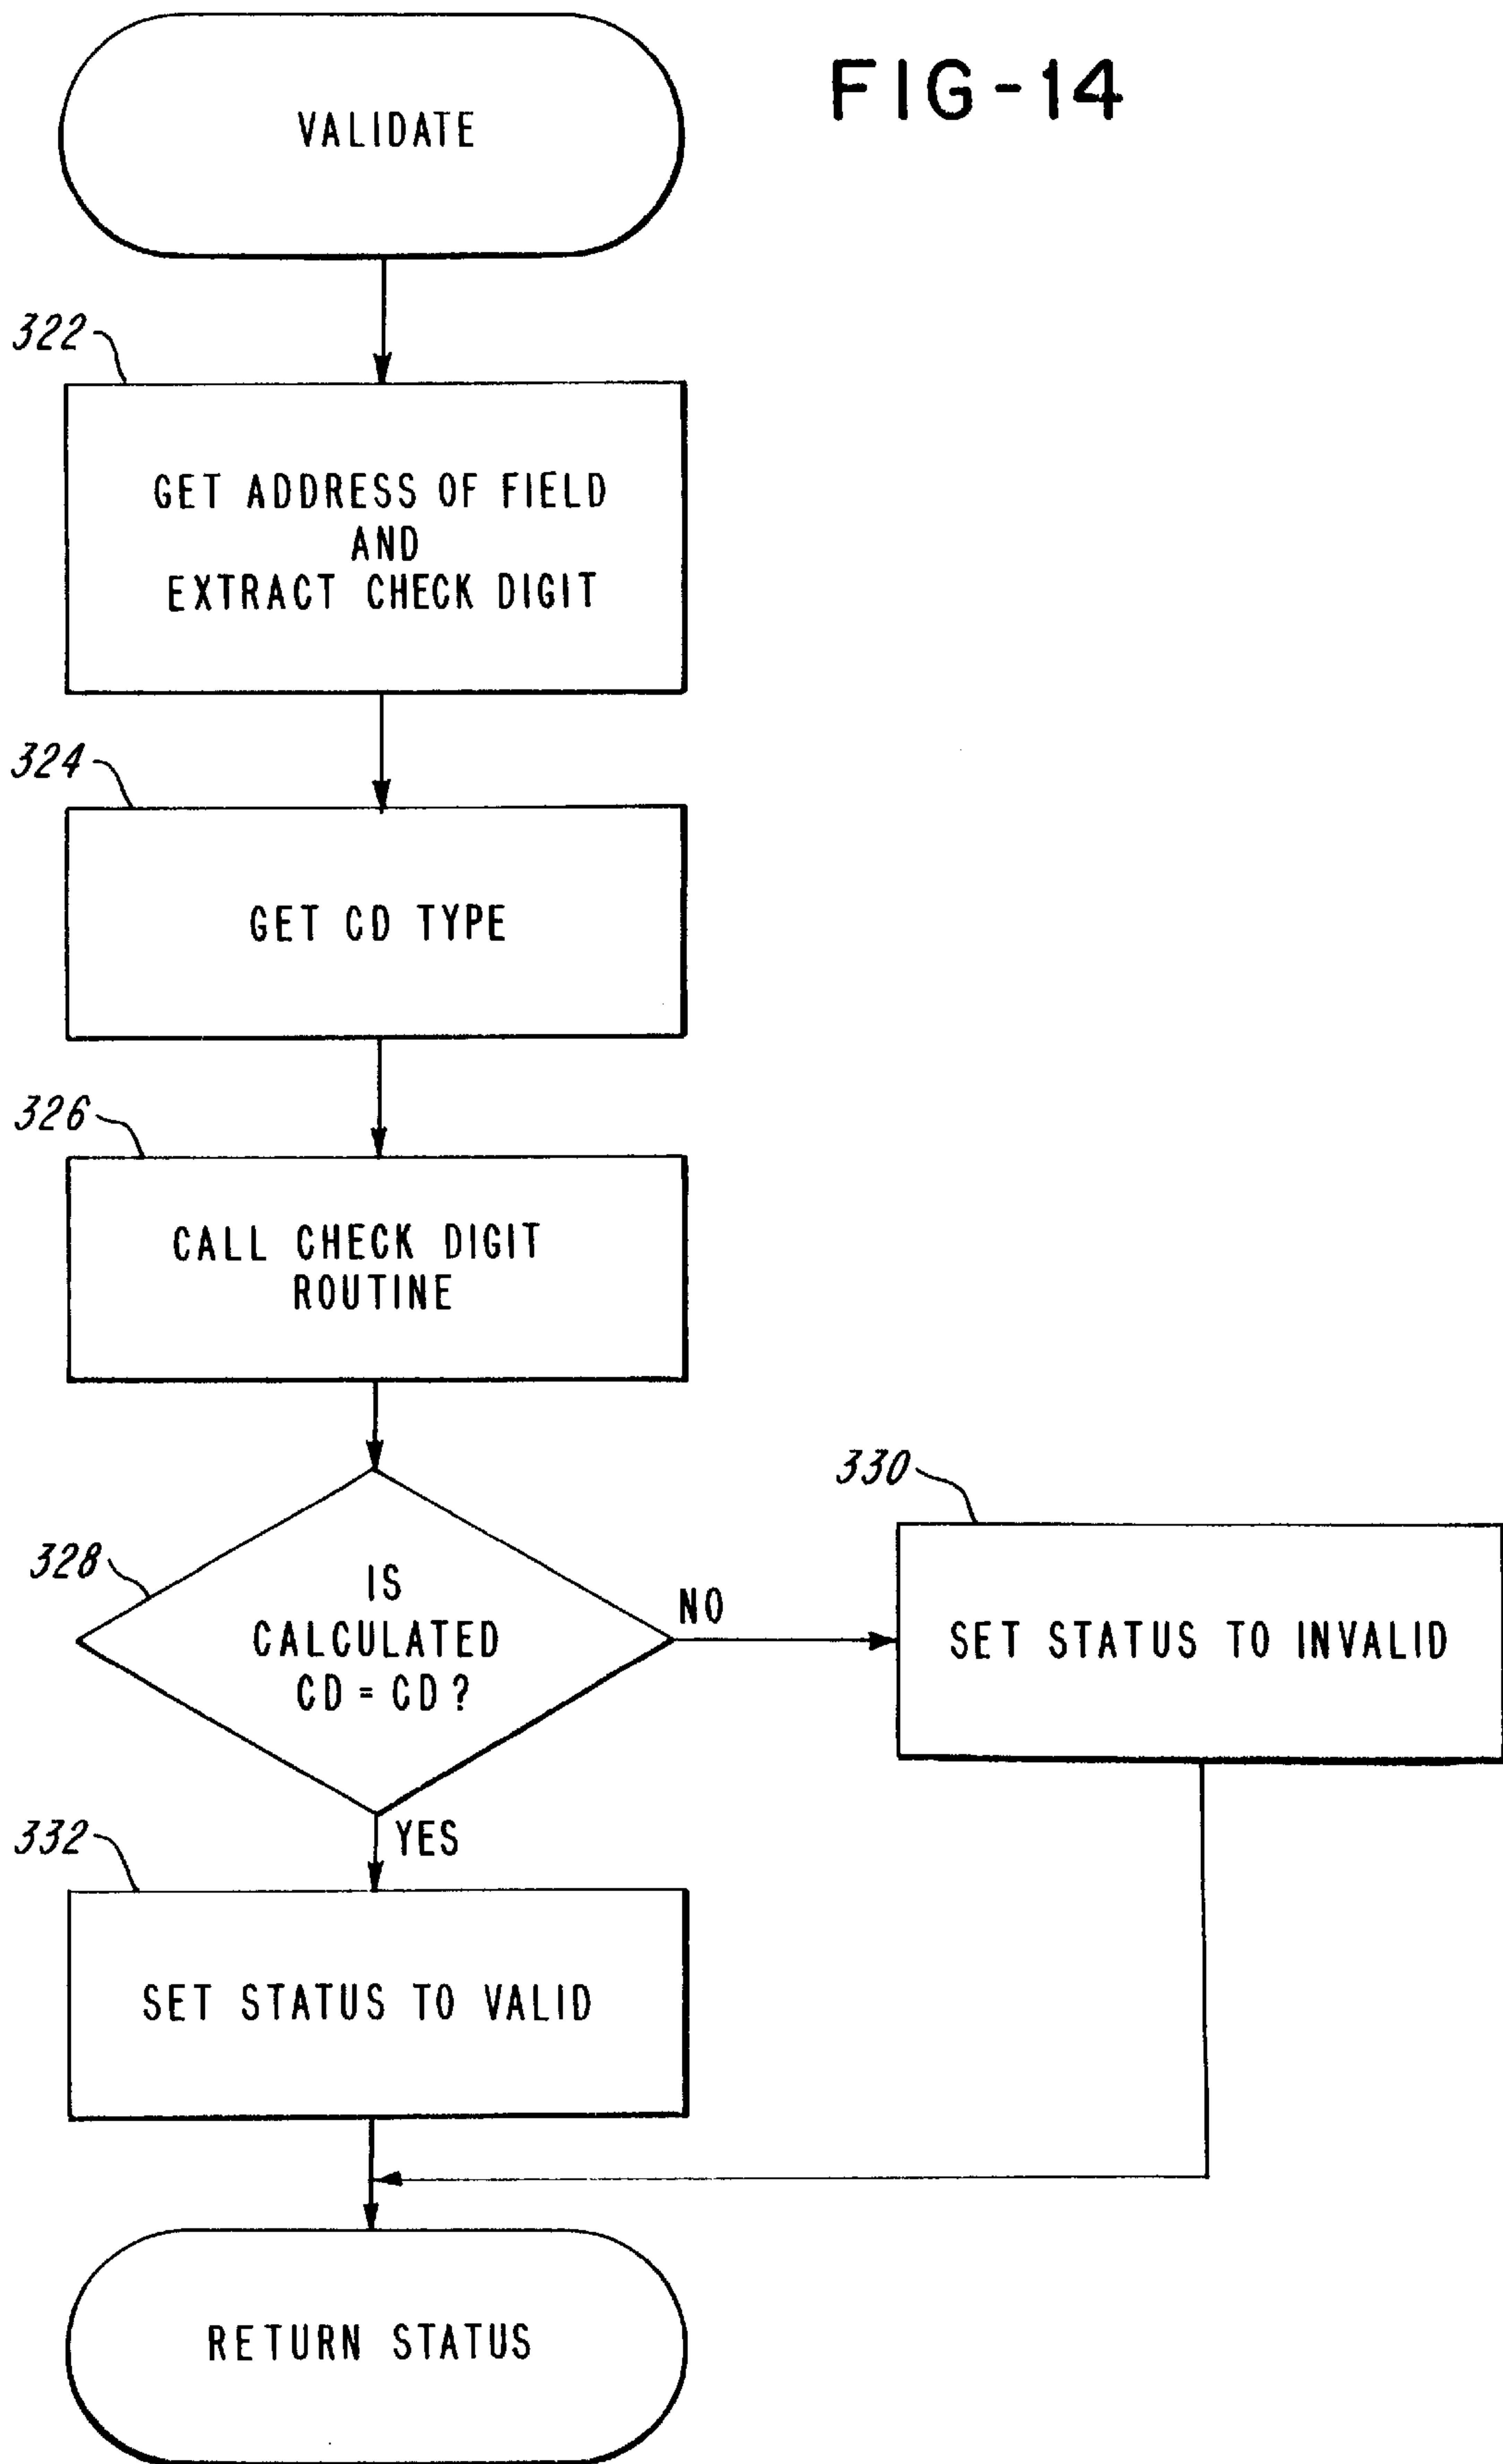 FIG-14
VALIDATE
322
GET ADDRESS OF FIELD
AND
EXTRACT CHECK DIGIT
324
GET CD TYPE
326
CALL CHECK DIGIT
ROUTINE
328
IS
CALCULATED
CD = CD ?
NO
330
SET STATUS TO INVALID
YES
332
SET STATUS TO VALID
RETURN STATUS